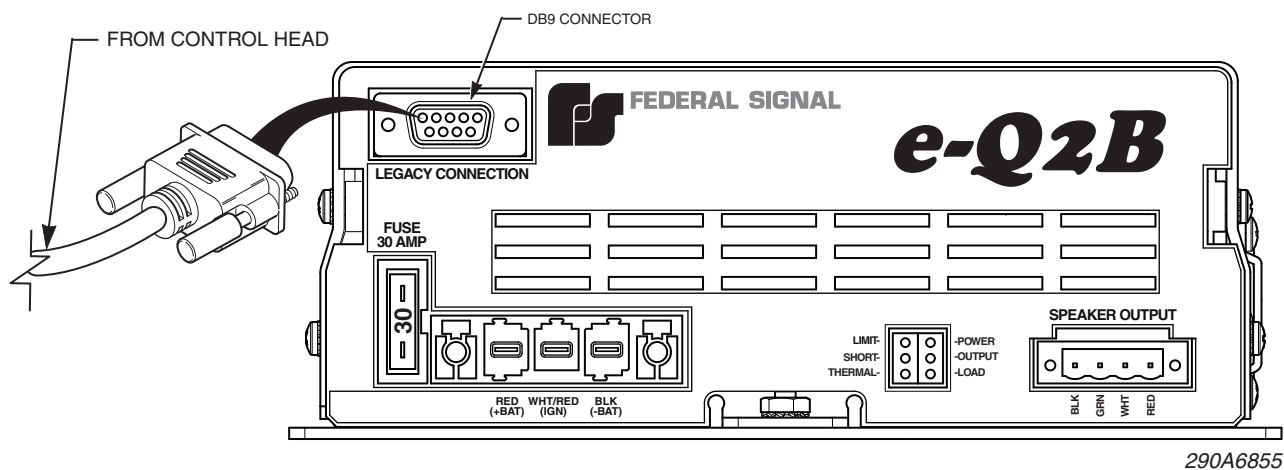 DB9 CONNECTOR
FROM CONTROL HEAD
FEDERAL SIGNAL
e-Q2B
LEGACY CONNECTION
FUSE
30 AMP
30
SPEAKER OUTPUT
LIMIT- -POWER
SHORT- -OUTPUT
THERMAL- -LOAD
RED WHT/RED BLK
(+BAT) (IGN) (-BAT)
BLK GRN WHT RED
290A6855